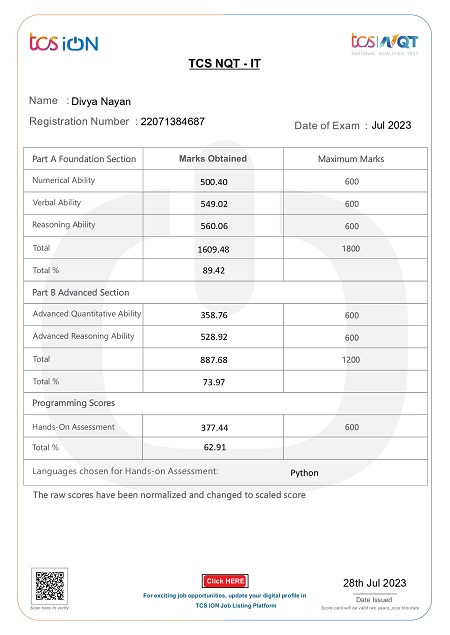 tcs iON
tcs iON NQT
NATIONAL QUALIFIER TEST
TCS NQT - IT
Name : Divya Nayan
Registration Number : 22071384687
Date of Exam : Jul 2023
Part A Foundation Section Marks Obtained Maximum Marks
Numerical Ability 500.40 600
Verbal Ability 549.02 600
Reasoning Ability 560.06 600
Total 1609.48 1800
Total % 89.42
Part B Advanced Section
Advanced Quantitative Ability 358.76 600
Advanced Reasoning Ability 528.92 600
Total 887.68 1200
Total % 73.97
Programming Scores
Hands-On Assessment 377.44 600
Total % 62.91
Languages chosen for Hands-on Assessment: Python
The raw scores have been normalized and changed to scaled score
Scan here to verify
Click HERE
For exciting job opportunities, update your digital profile in
TCS iON Job Listing Platform
28th Jul 2023
Date Issued
Score card will be valid two years, post this date